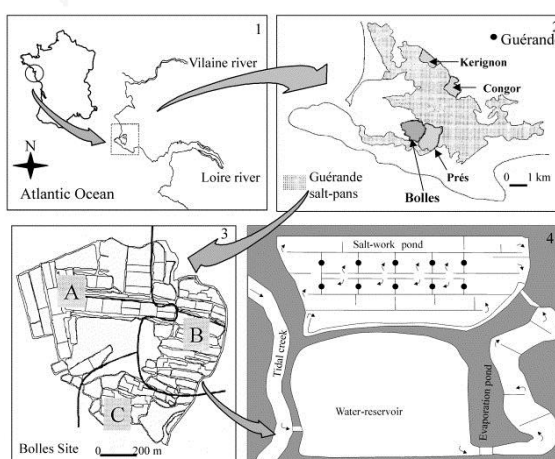 1
Vilaine river
N
Loire river
Atlantic Ocean
2
Guérande
Kerignon
Congor
Prés
Bolles
Guérande
salt-pans
0 1 km
3
A
B
C
Bolles Site
0 200 m
4
Salt-work pond
Tidal creek
Water-reservoir
Evaporation pond